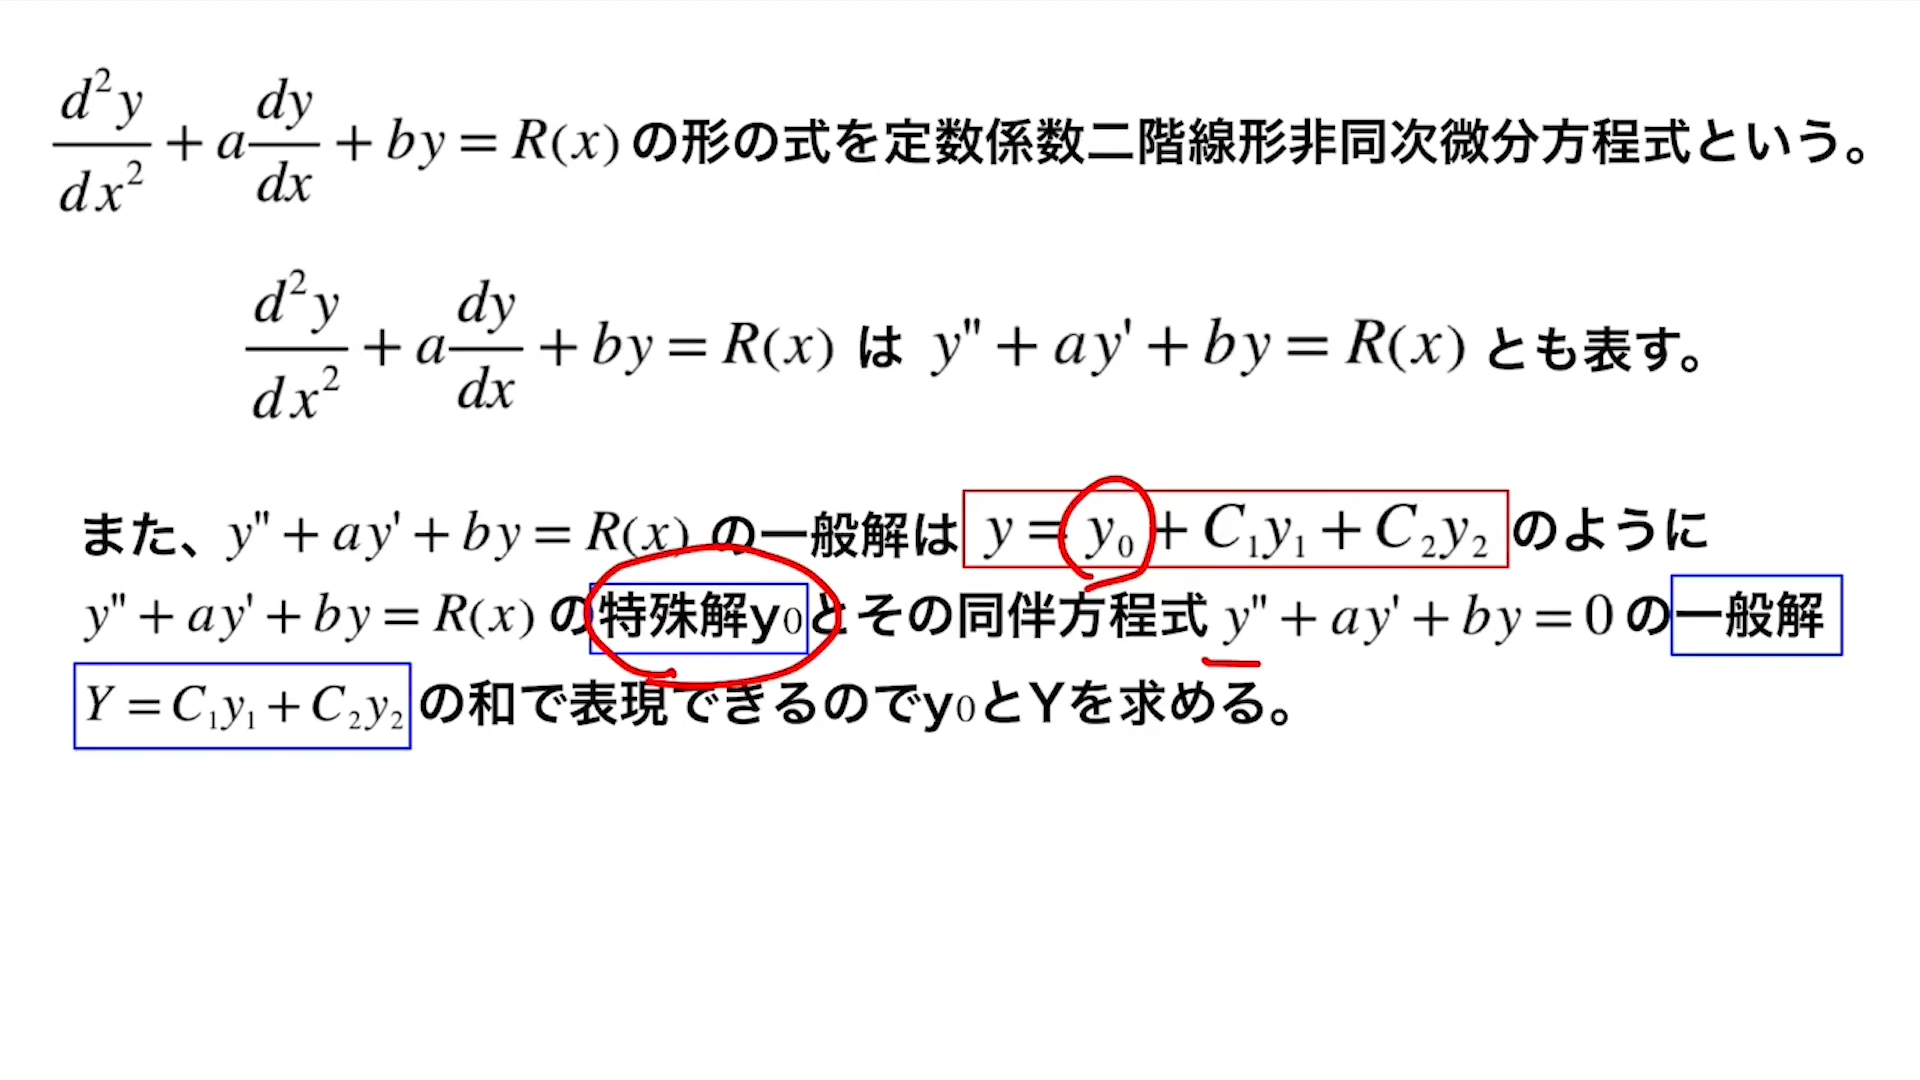 d²y/dx² + a dy/dx + by = R(x) の形の式を定数係数二階線形非同次微分方程式という。
d²y/dx² + a dy/dx + by = R(x) は y'' + ay' + by = R(x) とも表す。
また、y'' + ay' + by = R(x) の一般解は y = y₀ + C₁y₁ + C₂y₂ のように
y'' + ay' + by = R(x) の特殊解y₀とその同伴方程式 y'' + ay' + by = 0 の一般解
Y = C₁y₁ + C₂y₂ の和で表現できるのでy₀とYを求める。